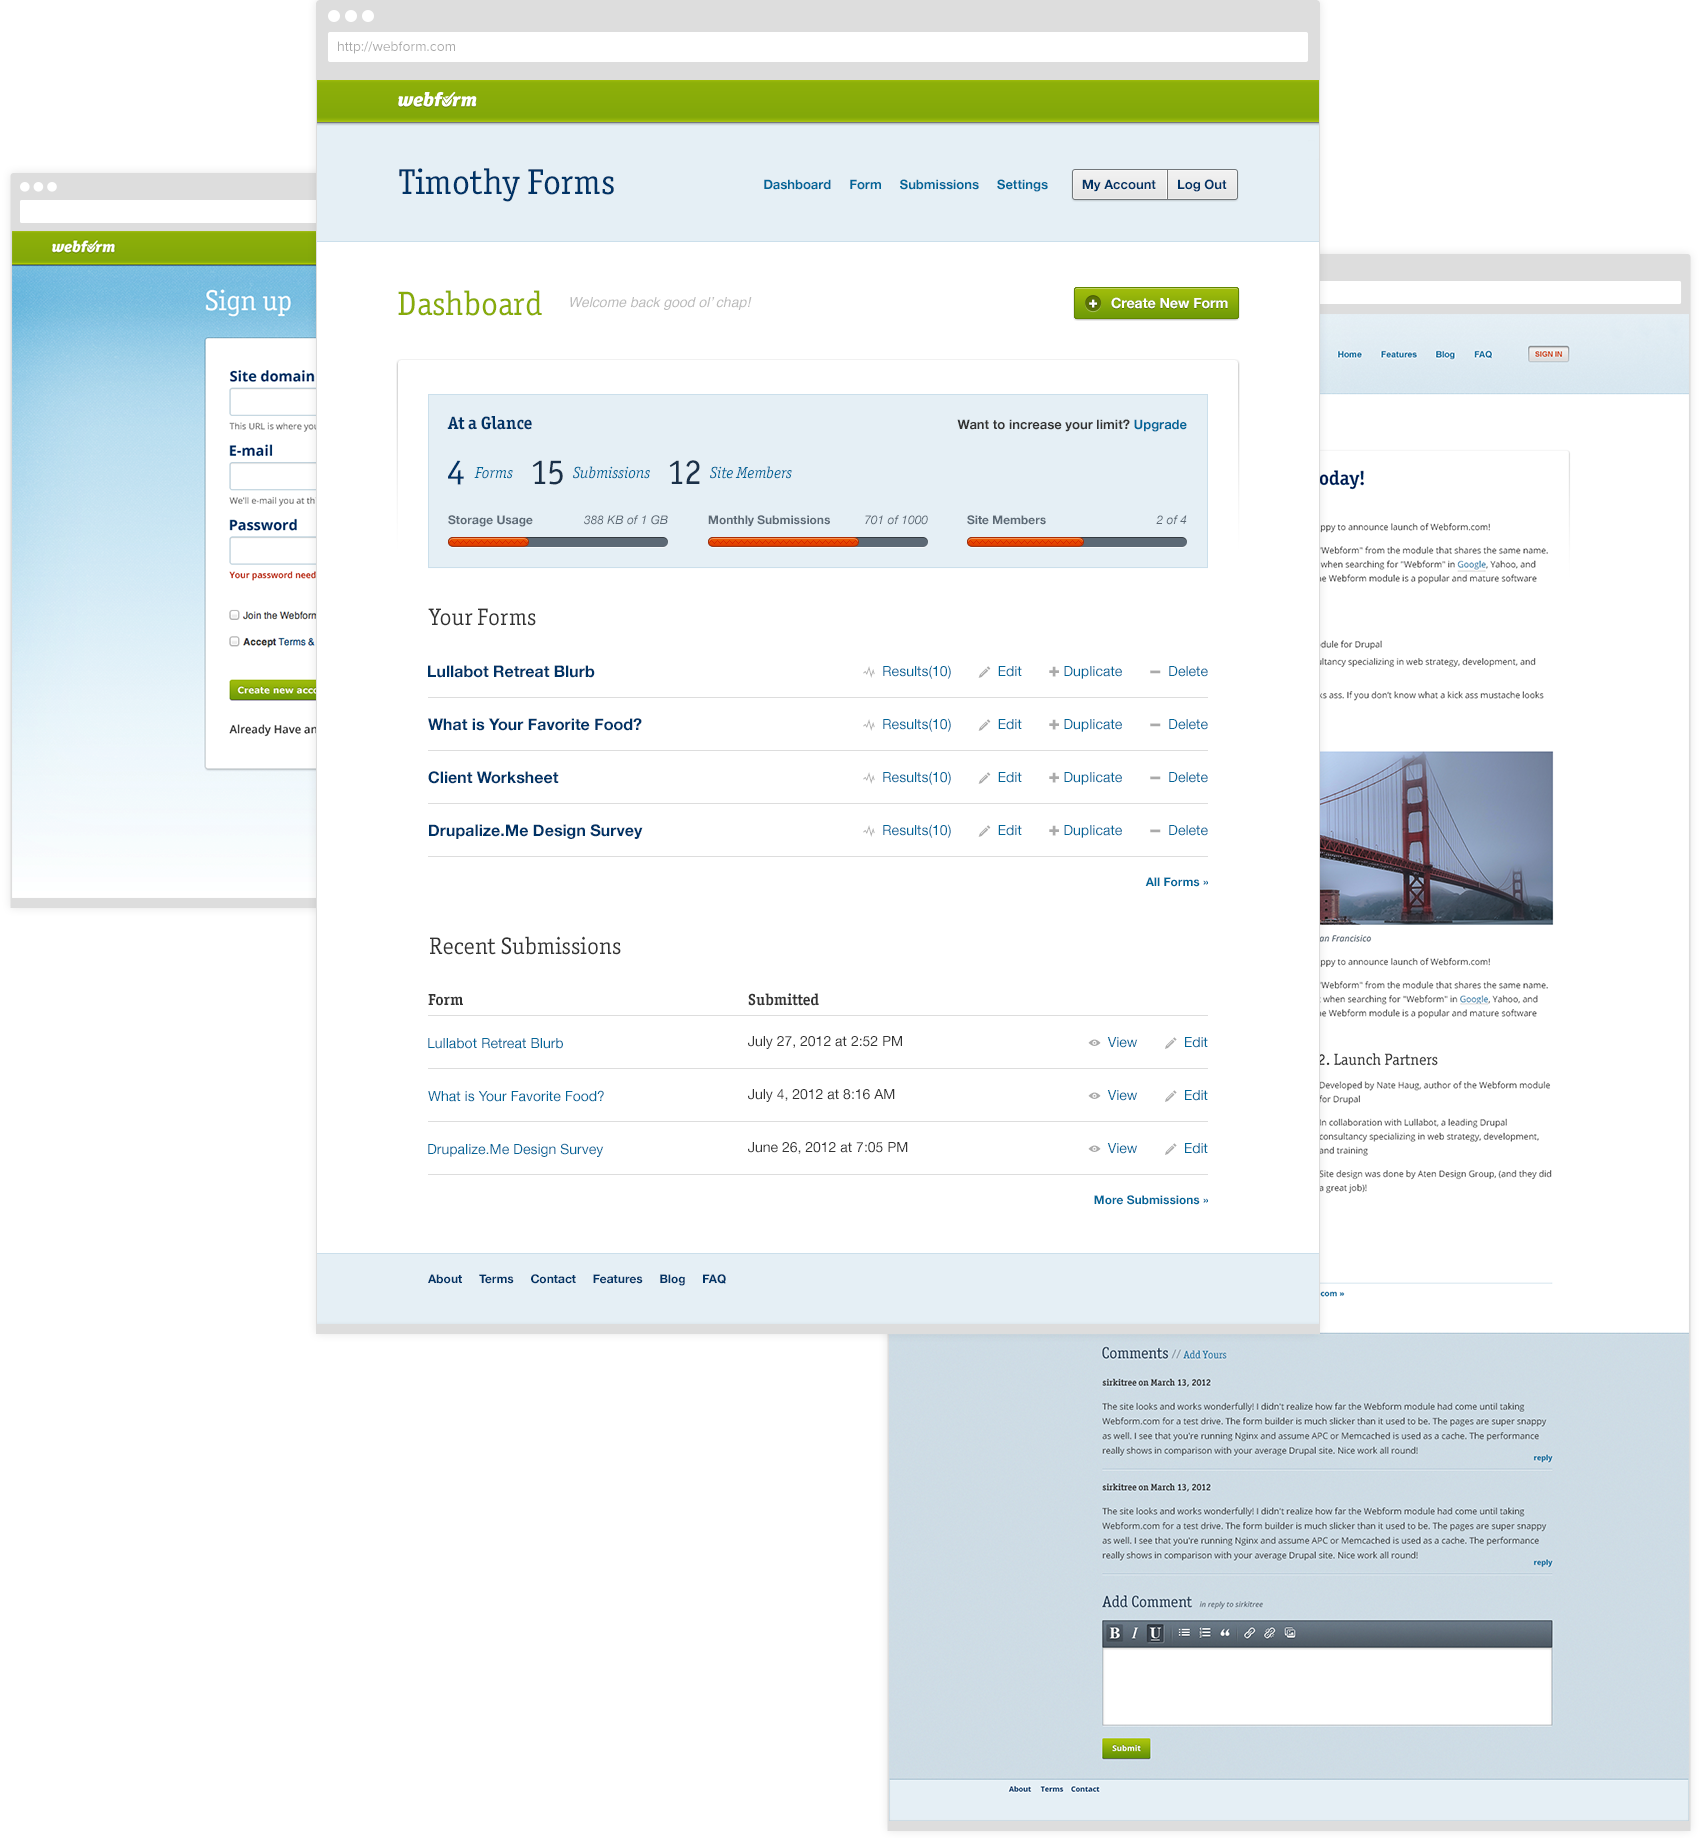 http://webform.com
webform
Timothy Forms
Dashboard Form Submissions Settings My Account Log Out
Dashboard Welcome back good ol' chap! Create New Form
At a Glance Want to increase your limit? Upgrade
4 Forms 15 Submissions 12 Site Members
Storage Usage 388 KB of 1 GB Monthly Submissions 701 of 1000 Site Members 2 of 4
Your Forms
Lullabot Retreat Blurb Results(10) Edit Duplicate Delete
What is Your Favorite Food? Results(10) Edit Duplicate Delete
Client Worksheet Results(10) Edit Duplicate Delete
Drupalize.Me Design Survey Results(10) Edit Duplicate Delete
All Forms »
Recent Submissions
Form Submitted
Lullabot Retreat Blurb July 27, 2012 at 2:52 PM View Edit
What is Your Favorite Food? July 4, 2012 at 8:16 AM View Edit
Drupalize.Me Design Survey June 26, 2012 at 7:05 PM View Edit
More Submissions »
About Terms Contact Features Blog FAQ
webform
Sign up
Site domain
This URL is where you
E-mail
We'll e-mail you at th
Password
Your password need
Join the Webform
Accept Terms &
Create new acco
Already Have an
Home Features Blog FAQ SIGN IN
oday!
ppy to announce launch of Webform.com!
"Webform" from the module that shares the same name.
when searching for "Webform" in Google, Yahoo, and
e Webform module is a popular and mature software
dule for Drupal
ultancy specializing in web strategy, development, and
ks ass. If you don't know what a kick ass mustache looks
an Francisico
ppy to announce launch of Webform.com!
"Webform" from the module that shares the same name.
when searching for "Webform" in Google, Yahoo, and
e Webform module is a popular and mature software
2. Launch Partners
Developed by Nate Haug, author of the Webform module
for Drupal
In collaboration with Lullabot, a leading Drupal
consultancy specializing in web strategy, development,
and training
Site design was done by Aten Design Group, (and they did
a great job)!
com »
Comments // Add Yours
sirkitree on March 13, 2012
The site looks and works wonderfully! I didn't realize how far the Webform module had come until taking
Webform.com for a test drive. The form builder is much slicker than it used to be. The pages are super snappy
as well. I see that you're running Nginx and assume APC or Memcached is used as a cache. The performance
really shows in comparison with your average Drupal site. Nice work all round!
reply
sirkitree on March 13, 2012
The site looks and works wonderfully! I didn't realize how far the Webform module had come until taking
Webform.com for a test drive. The form builder is much slicker than it used to be. The pages are super snappy
as well. I see that you're running Nginx and assume APC or Memcached is used as a cache. The performance
really shows in comparison with your average Drupal site. Nice work all round!
reply
Add Comment in reply to sirkitree
B I U
Submit
About Terms Contact